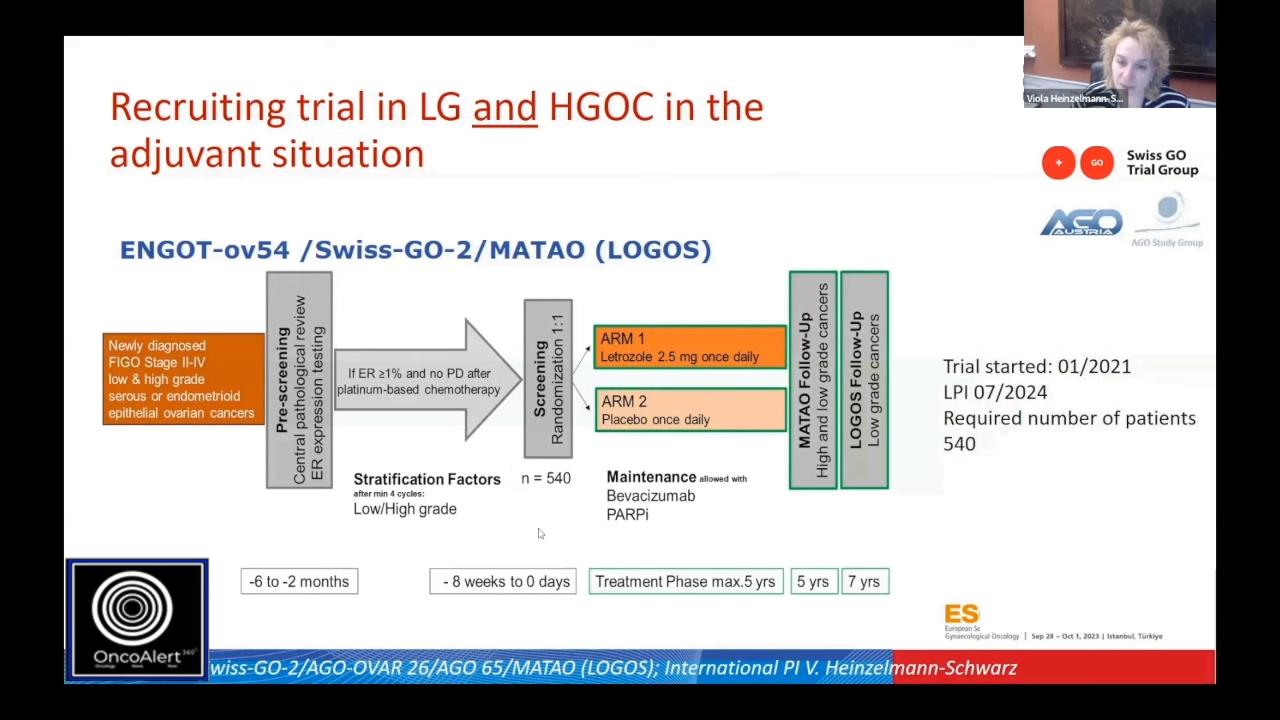 Viola Heinzelmann-S...
Recruiting trial in LG and HGOC in the
adjuvant situation
+ GO
Swiss GO
Trial Group
AGO
AUSTRIA
AGO Study Group
ENGOT-ov54 /Swiss-GO-2/MATAO (LOGOS)
Newly diagnosed
FIGO Stage II-IV
low & high grade
serous or endometrioid
epithelial ovarian cancers
Pre-screening
Central pathological review
ER expression testing
If ER ≥1% and no PD after
platinum-based chemotherapy
Screening
Randomization 1:1
ARM 1
Letrozole 2.5 mg once daily
ARM 2
Placebo once daily
MATAO Follow-Up
High and low grade cancers
LOGOS Follow-Up
Low grade cancers
Trial started: 01/2021
LPI 07/2024
Required number of patients
540
Stratification Factors
after min 4 cycles:
Low/High grade
n = 540
Maintenance allowed with
Bevacizumab
PARPi
-6 to -2 months
- 8 weeks to 0 days
Treatment Phase max.5 yrs
5 yrs
7 yrs
OncoAlert 360°
Oncology News
ES
European Sc
Gynaecological Oncology
Sep 28 – Oct 1, 2023 | Istanbul, Türkiye
wiss-GO-2/AGO-OVAR 26/AGO 65/MATAO (LOGOS); International PI V. Heinzelmann-Schwarz